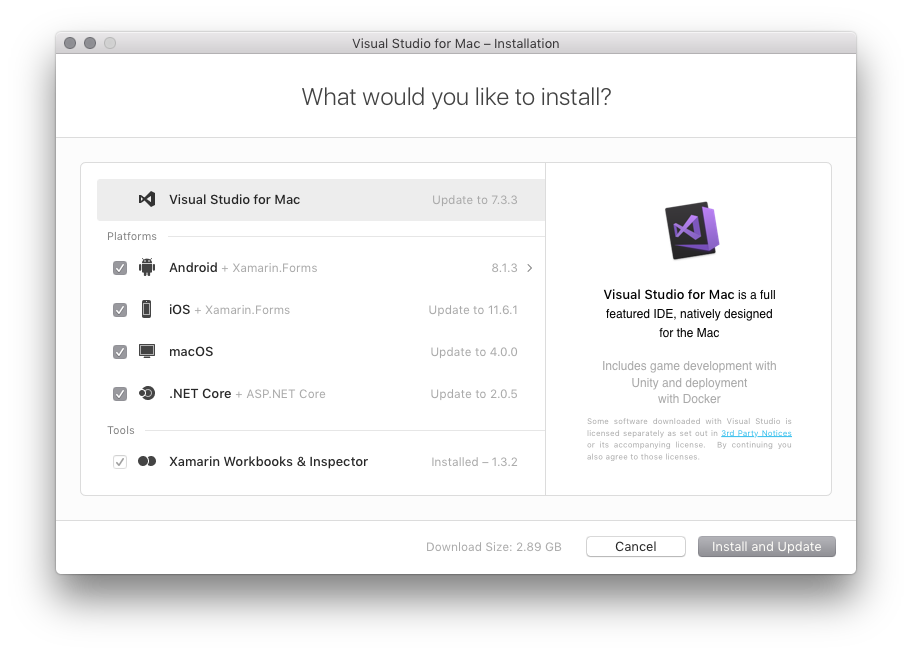 Visual Studio for Mac – Installation
What would you like to install?
Visual Studio for Mac Update to 7.3.3
Platforms
Android + Xamarin.Forms 8.1.3
iOS + Xamarin.Forms Update to 11.6.1
macOS Update to 4.0.0
.NET Core + ASP.NET Core Update to 2.0.5
Tools
Xamarin Workbooks & Inspector Installed – 1.3.2
Visual Studio for Mac is a full
featured IDE, natively designed
for the Mac
Includes game development with
Unity and deployment
with Docker
Some software downloaded with Visual Studio is
licensed separately as set out in 3rd Party Notices
or its accompanying license. By continuing you
also agree to those licenses.
Download Size: 2.89 GB Cancel Install and Update